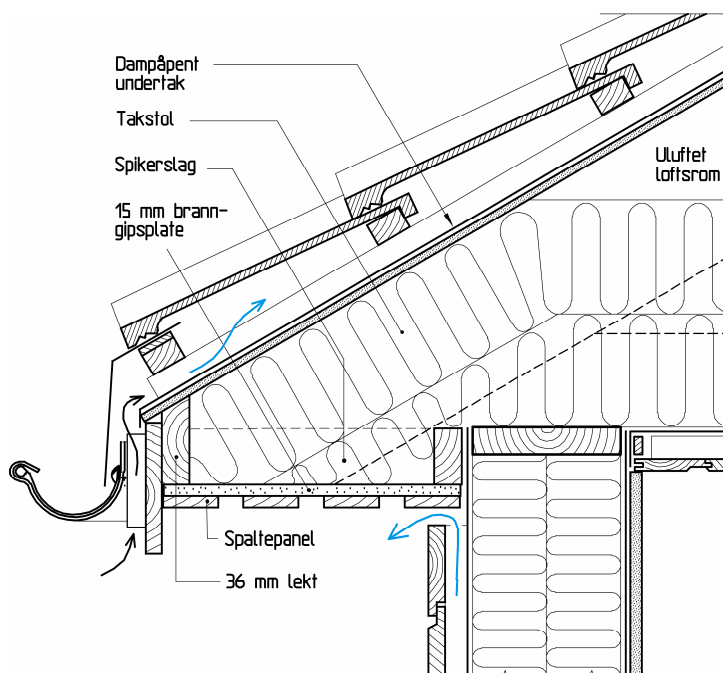 Dampåpent
undertak
Takstol
Spikerslag
15 mm brann-
gipsplate
Uluftet
loftsrom
Spaltepanel
36 mm lekt